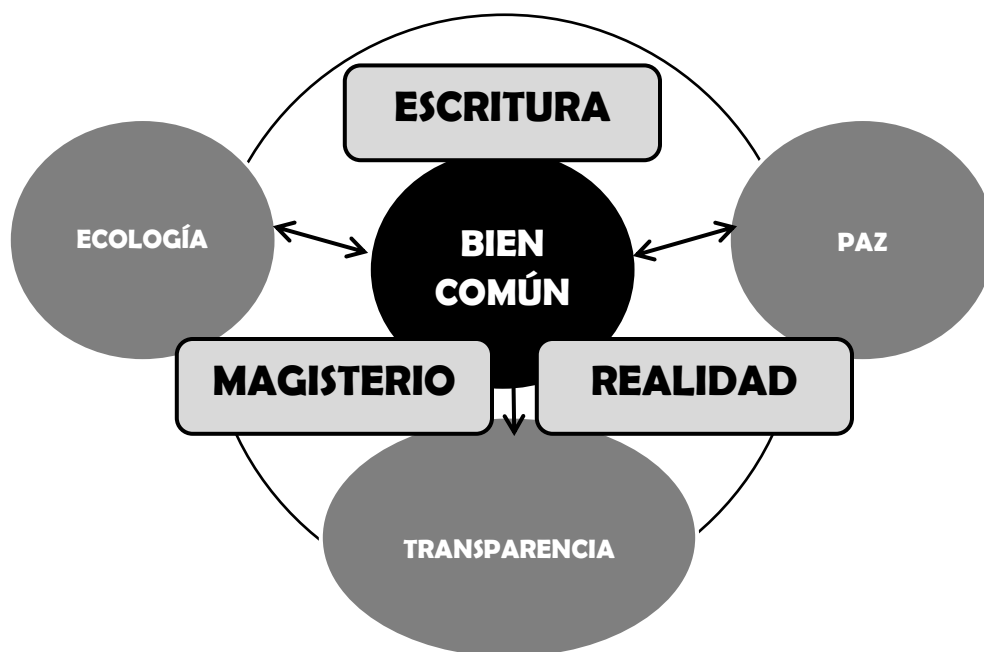 ESCRITURA
ECOLOGÍA
BIEN
COMÚN
PAZ
MAGISTERIO
REALIDAD
TRANSPARENCIA